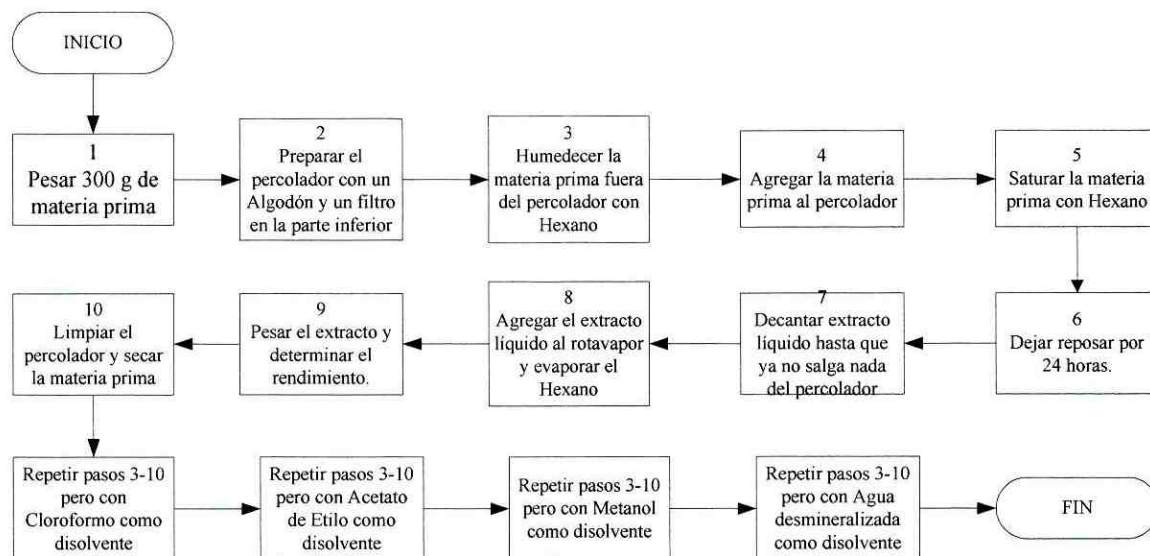 INICIO
1
Pesar 300 g de
materia prima
2
Preparar el
percolador con un
Algodón y un filtro
en la parte inferior
3
Humedecer la
materia prima fuera
del percolador con
Hexano
4
Agregar la materia
prima al percolador
5
Saturar la materia
prima con Hexano
10
Limpiar el
percolador y secar
la materia prima
9
Pesar el extracto y
determinar el
rendimiento.
8
Agregar el extracto
líquido al rotavapor
y evaporar el
Hexano
7
Decantar extracto
líquido hasta que
ya no salga nada
del percolador
6
Dejar reposar por
24 horas.
Repetir pasos 3-10
pero con
Cloroformo como
disolvente
Repetir pasos 3-10
pero con Acetato
de Etilo como
disolvente
Repetir pasos 3-10
pero con Metanol
como disolvente
Repetir pasos 3-10
pero con Agua
desmineralizada
como disolvente
FIN